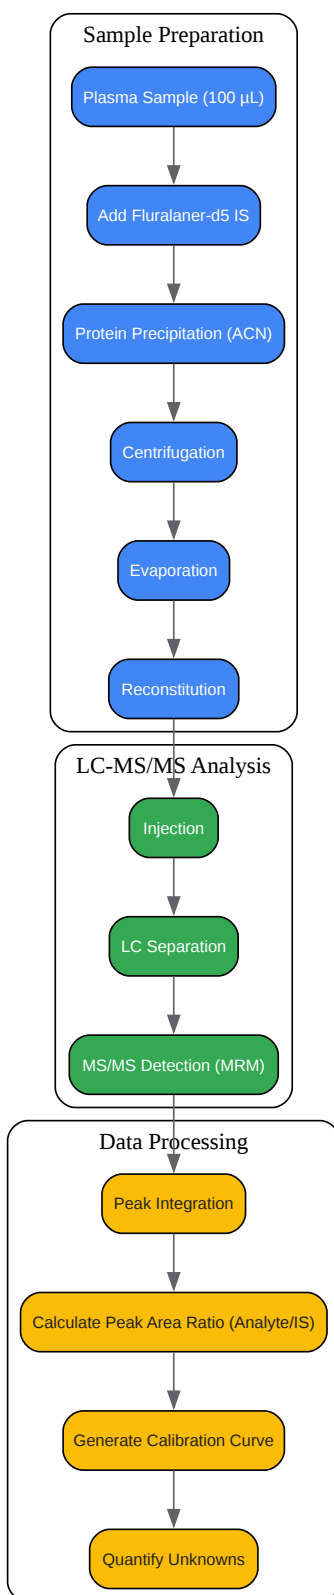 Sample Preparation
Plasma Sample (100 µL)
Add Fluralaner-d5 IS
Protein Precipitation (ACN)
Centrifugation
Evaporation
Reconstitution
LC-MS/MS Analysis
Injection
LC Separation
MS/MS Detection (MRM)
Data Processing
Peak Integration
Calculate Peak Area Ratio (Analyte/IS)
Generate Calibration Curve
Quantify Unknowns